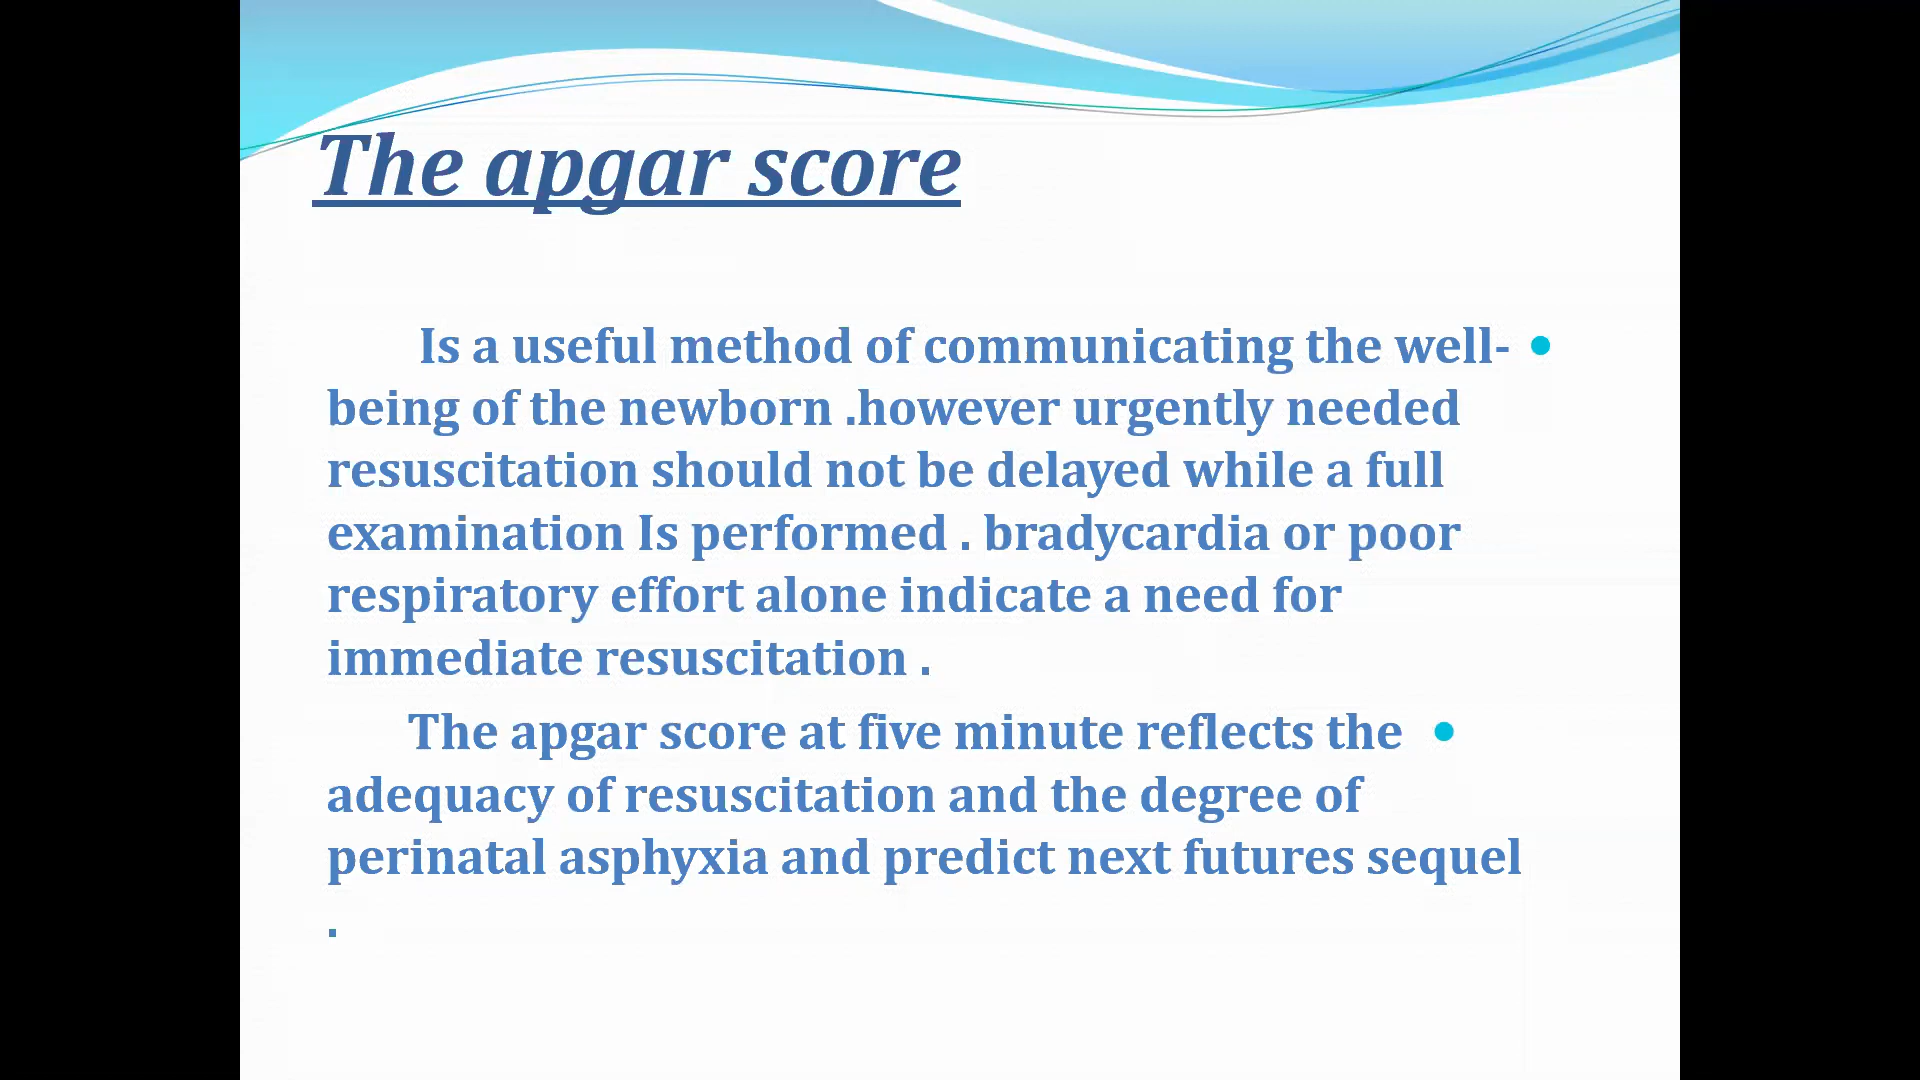 The apgar score
Is a useful method of communicating the well-
being of the newborn .however urgently needed
resuscitation should not be delayed while a full
examination Is performed . bradycardia or poor
respiratory effort alone indicate a need for
immediate resuscitation .
The apgar score at five minute reflects the
adequacy of resuscitation and the degree of
perinatal asphyxia and predict next futures sequel
.